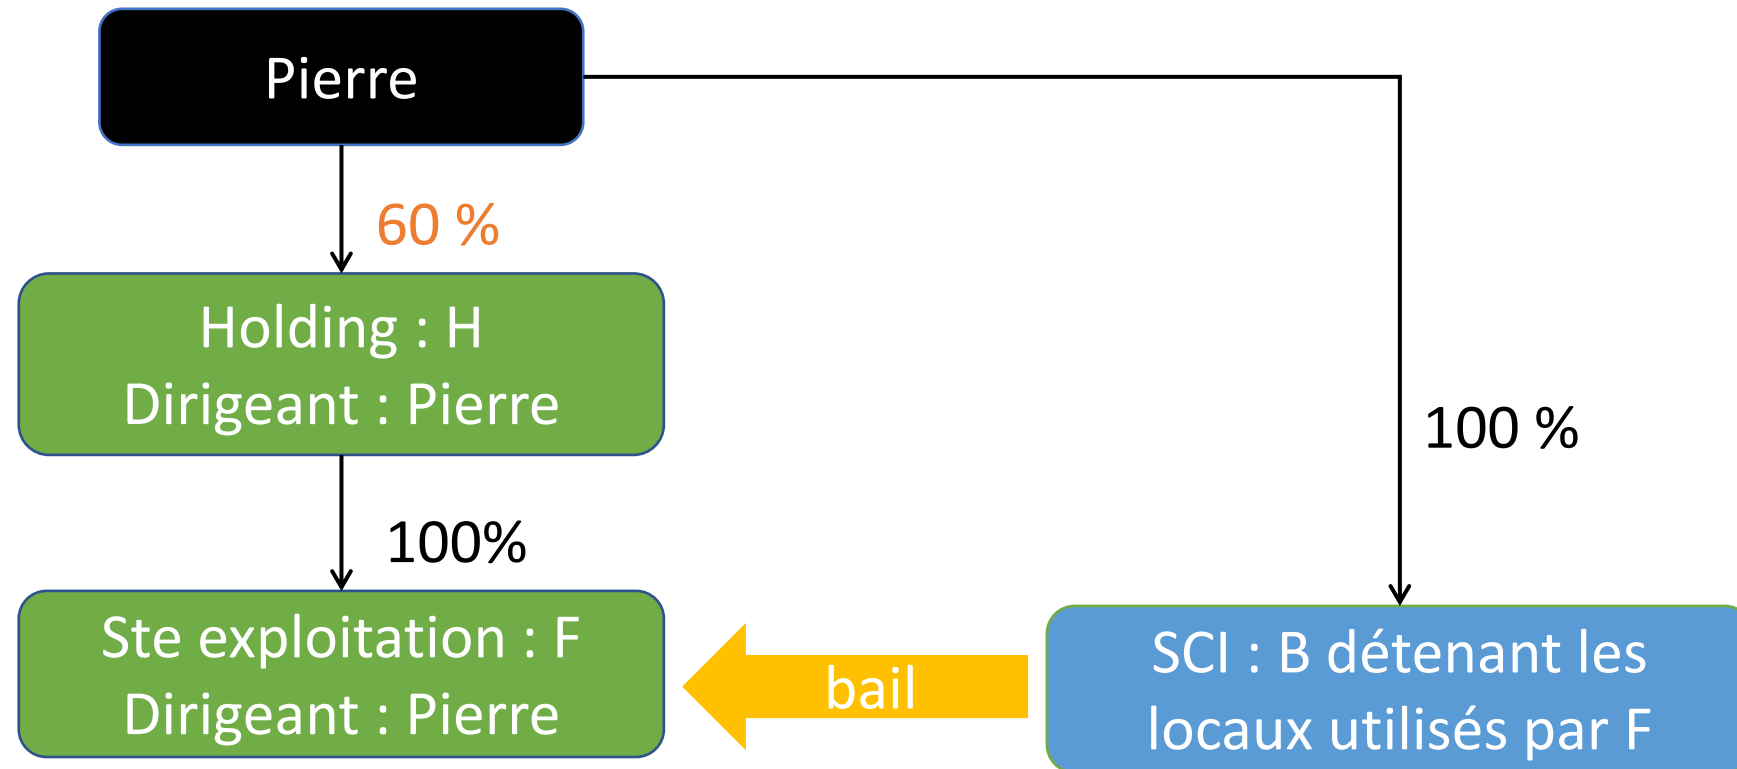 Pierre
60 %
Holding : H
Dirigeant : Pierre
100 %
100%
Ste exploitation : F
Dirigeant : Pierre
bail
SCI : B détenant les
locaux utilisés par F